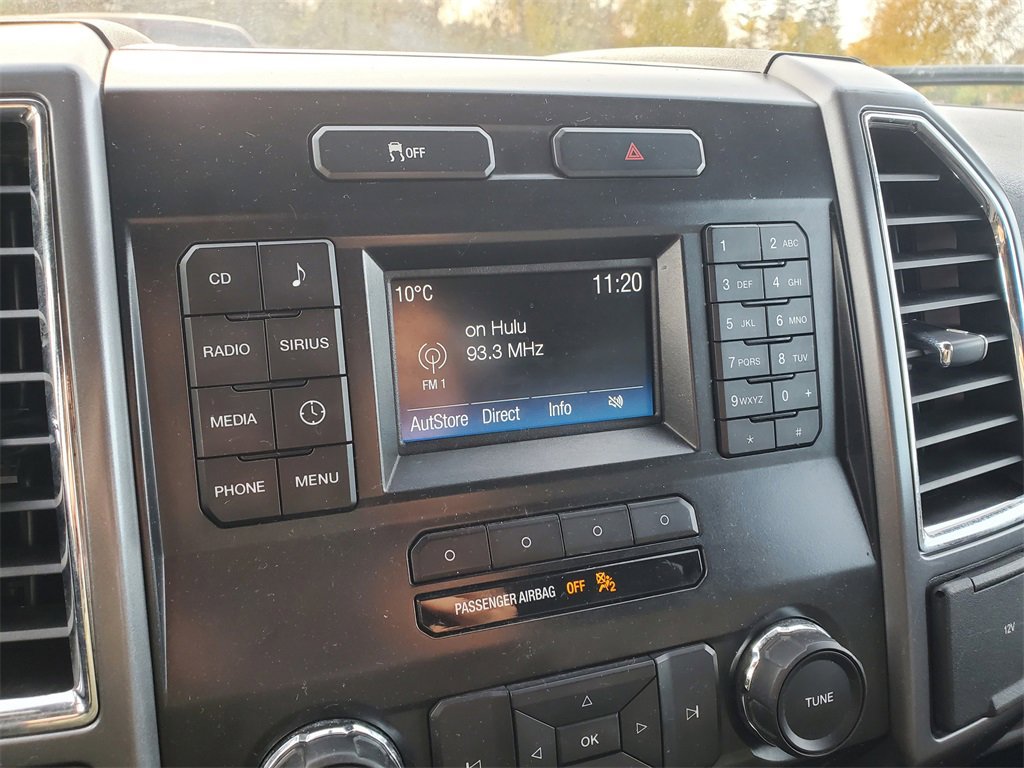 OFF
CD
RADIO SIRIUS
MEDIA
PHONE MENU
10°C 11:20
on Hulu
93.3 MHz
FM 1
AutStore Direct Info
1 2 ABC
3 DEF 4 GHI
5 JKL 6 MNO
7 PQRS 8 TUV
9 WXYZ 0 +
* #
PASSENGER AIRBAG OFF 2
OK
TUNE
12V